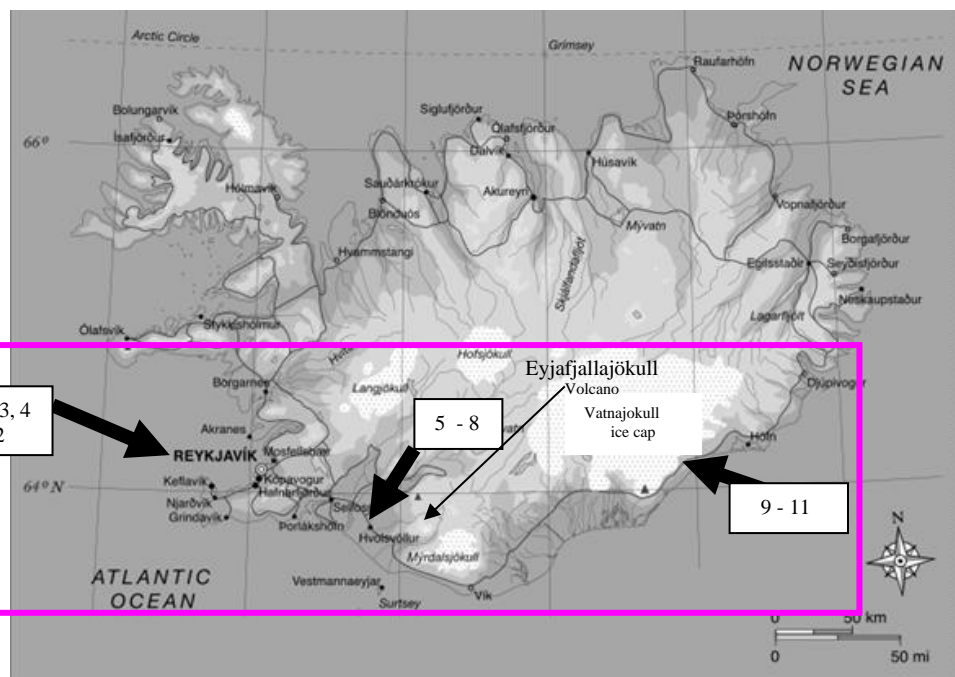 Arctic Circle
Grímsey
Raufarhöfn
NORWEGIAN
SEA
Bolungarvík
Siglufjörður
Ólafsfjörður
Þórshöfn
Ísafjörður
66º
Dalvík
Húsavík
Hólmavík
Sauðárkrókur
Akureyri
Blönduós
Vopnafjörður
Mývatn
Hvammstangi
Borgafjörður
Egilsstaðir
Seyðisfjörður
Skjálfandafljót
Neskaupstaður
Stykkishólmur
Lagarfljót
Ólafsvík
Hofsjökull
Eyjafjallajökull
Volcano
Djúpivogur
Langjökull
Borgarnes
Vatnajokull
ice cap
3, 4
2
5 - 8
Akranes
Höfn
REYKJAVÍK
Mosfellsbær
Keflavík
64º N
Kópavogur
Hafnarfjörður
9 - 11
Njarðvík
Selfoss
Grindavík
Þorlákshöfn
Hvolsvöllur
N
Mýrdalsjökull
ATLANTIC
OCEAN
Vestmannaeyjar
Vík
Surtsey
0 50 km
0 50 mi